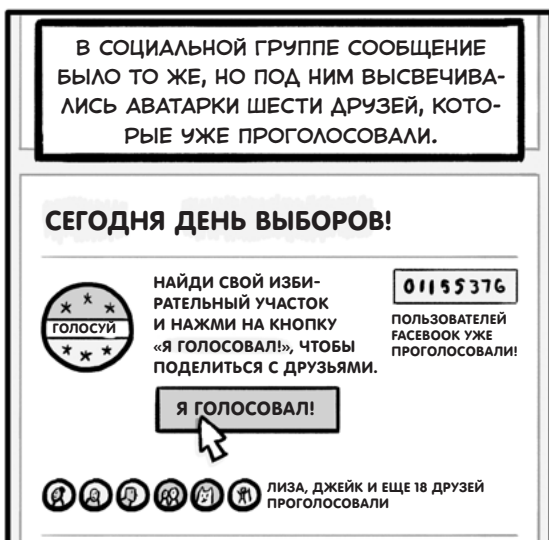 В СОЦИАЛЬНОЙ ГРУППЕ СООБЩЕНИЕ
БЫЛО ТО ЖЕ, НО ПОД НИМ ВЫСВЕЧИВА-
ЛИСЬ АВАТАРКИ ШЕСТИ ДРУЗЕЙ, КОТО-
РЫЕ УЖЕ ПРОГОЛОСОВАЛИ.
СЕГОДНЯ ДЕНЬ ВЫБОРОВ!
ГОЛОСУЙ
НАЙДИ СВОЙ ИЗБИ-
РАТЕЛЬНЫЙ УЧАСТОК
И НАЖМИ НА КНОПКУ
«Я ГОЛОСОВАЛ!», ЧТОБЫ
ПОДЕЛИТЬСЯ С ДРУЗЬЯМИ.
01155376
ПОЛЬЗОВАТЕЛЕЙ
FACEBOOK УЖЕ
ПРОГОЛОСОВАЛИ!
Я ГОЛОСОВАЛ!
ЛИЗА, ДЖЕЙК И ЕЩЕ 18 ДРУЗЕЙ
ПРОГОЛОСОВАЛИ